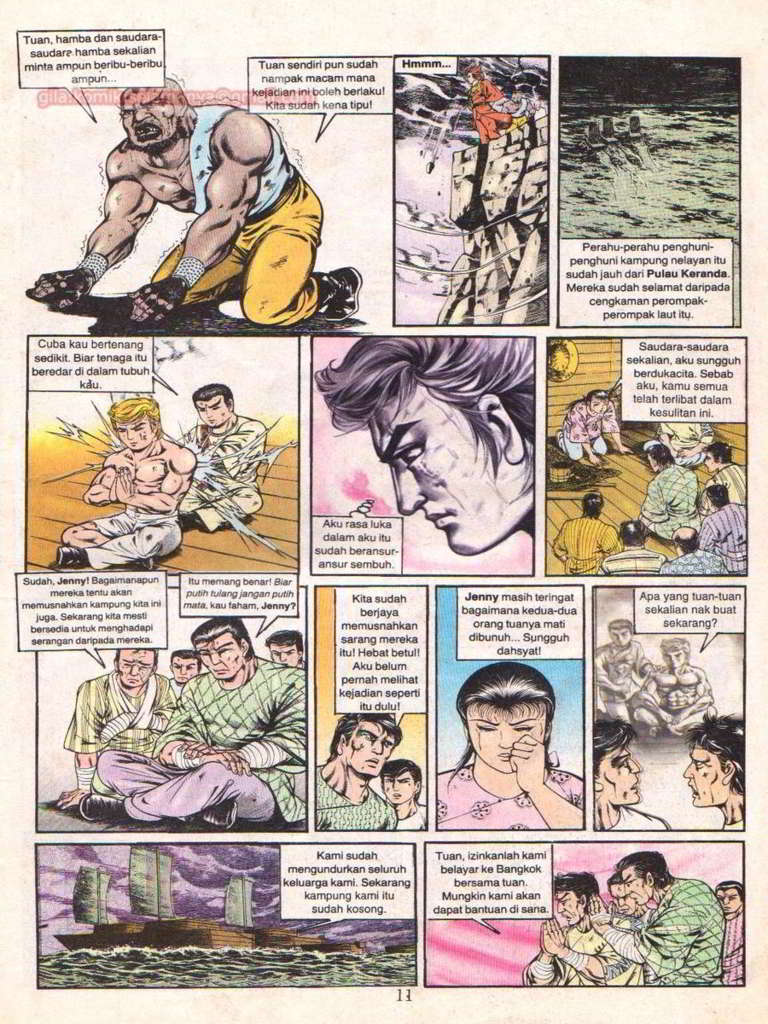 Tuan, hamba dan saudara-
saudara hamba sekalian
minta ampun beribu-beribu
ampun...
Tuan sendiri pun sudah
nampak macam mana
kejadian ini boleh berlaku!
Kita sudah kena tipu!
Hmmm...
Perahu-perahu penghuni-
penghuni kampung nelayan itu
sudah jauh dari Pulau Keranda.
Mereka sudah selamat daripada
cengkaman perompak-
perompak laut itu.
Cuba kau bertenang
sedikit. Biar tenaga itu
beredar di dalam tubuh
kau.
Aku rasa luka
dalam aku itu
sudah beransur-
ansur sembuh.
Saudara-saudara
sekalian, aku sungguh
berdukacita. Sebab
aku, kamu semua
telah terlibat dalam
kesulitan ini.
Sudah, Jenny! Bagaimanapun
mereka tentu akan
memusnahkan kampung kita ini
juga. Sekarang kita mesti
bersedia untuk menghadapi
serangan daripada mereka.
Itu memang benar! Biar
putih tulang jangan putih
mata, kau faham, Jenny?
Kita sudah
berjaya
memusnahkan
sarang mereka
itu! Hebat betul!
Aku belum
pernah melihat
kejadian seperti
itu dulu!
Jenny masih teringat
bagaimana kedua-dua
orang tuanya mati
dibunuh... Sungguh
dahsyat!
Apa yang tuan-tuan
sekalian nak buat
sekarang?
Kami sudah
mengundurkan seluruh
keluarga kami. Sekarang
kampung kami itu
sudah kosong.
Tuan, izinkanlah kami
belayar ke Bangkok
bersama tuan.
Mungkin kami akan
dapat bantuan di sana.
11